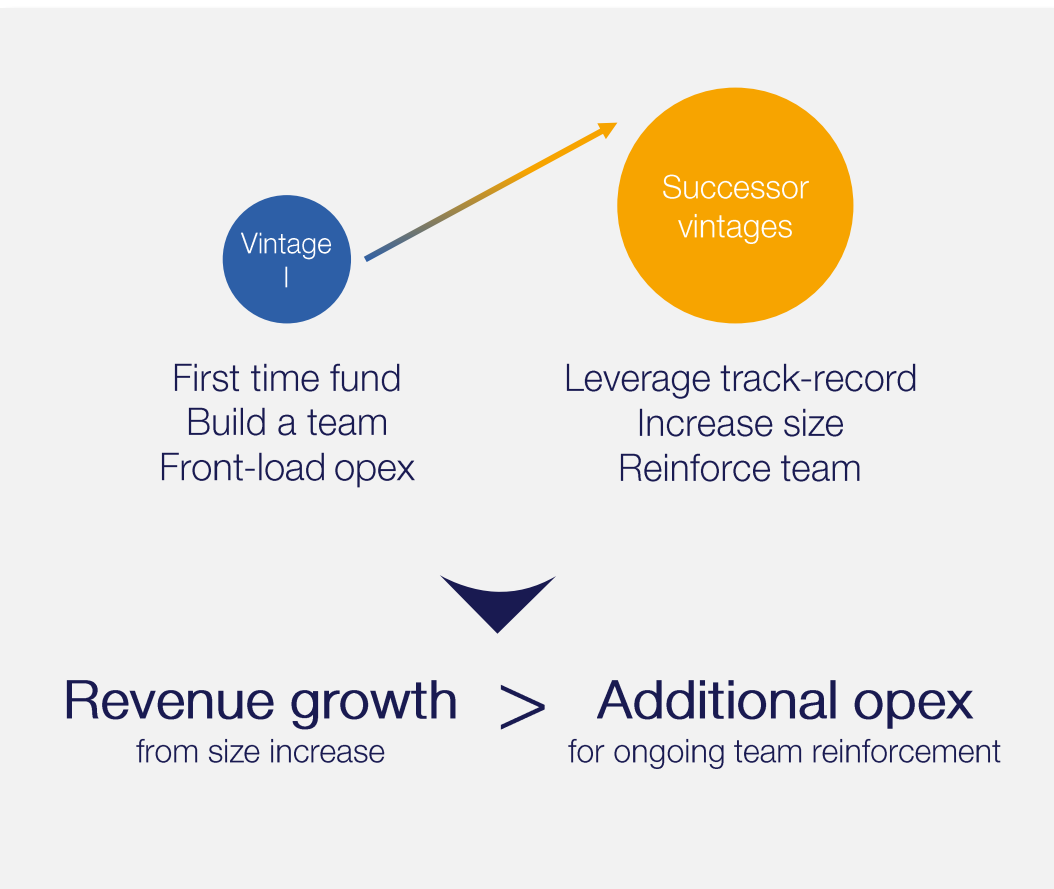 Vintage
I
Successor
vintages
First time fund
Build a team
Front-load opex
Leverage track-record
Increase size
Reinforce team
Revenue growth
from size increase
>
Additional opex
for ongoing team reinforcement